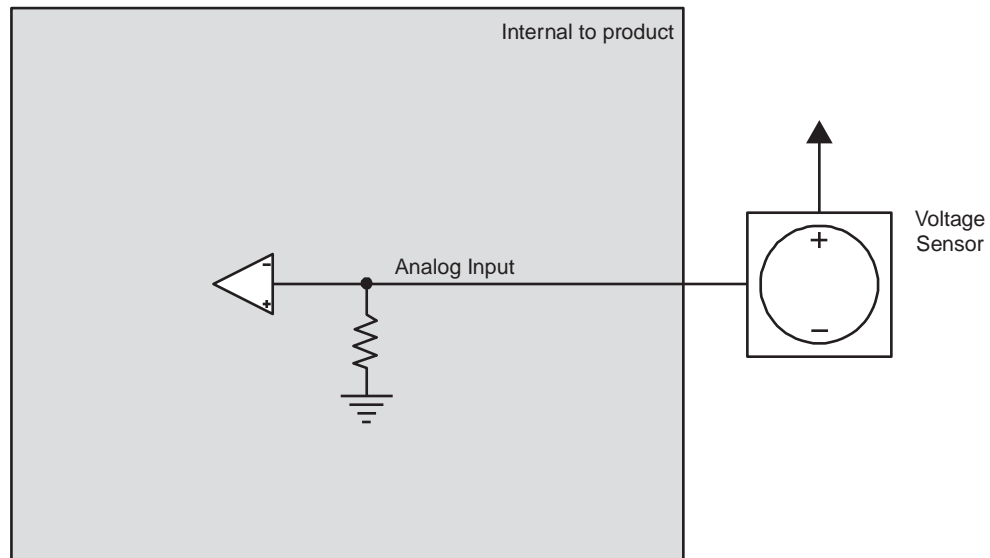 Internal to product
Voltage
Sensor
+
−
Analog Input
−
+